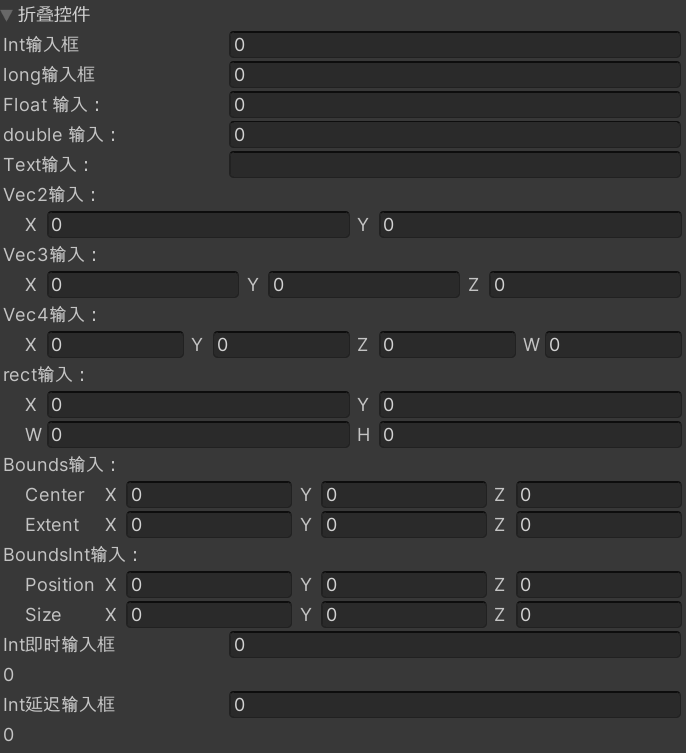 折叠控件
Int输入框 0
long输入框 0
Float 输入： 0
double 输入： 0
Text输入：
Vec2输入：
X 0 Y 0
Vec3输入：
X 0 Y 0 Z 0
Vec4输入：
X 0 Y 0 Z 0 W 0
rect输入：
X 0 Y 0
W 0 H 0
Bounds输入：
Center X 0 Y 0 Z 0
Extent X 0 Y 0 Z 0
BoundsInt输入：
Position X 0 Y 0 Z 0
Size X 0 Y 0 Z 0
Int即时输入框 0
0
Int延迟输入框 0
0